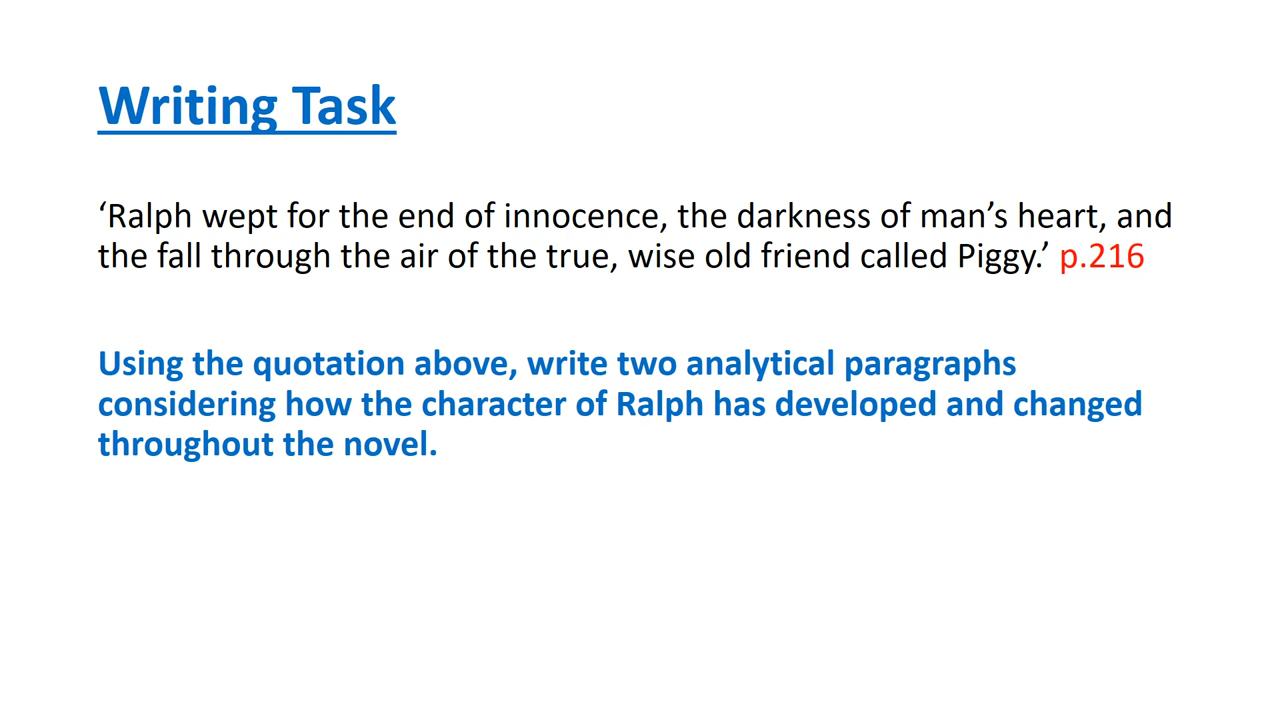 Writing Task
‘Ralph wept for the end of innocence, the darkness of man’s heart, and
the fall through the air of the true, wise old friend called Piggy.’ p.216
Using the quotation above, write two analytical paragraphs
considering how the character of Ralph has developed and changed
throughout the novel.